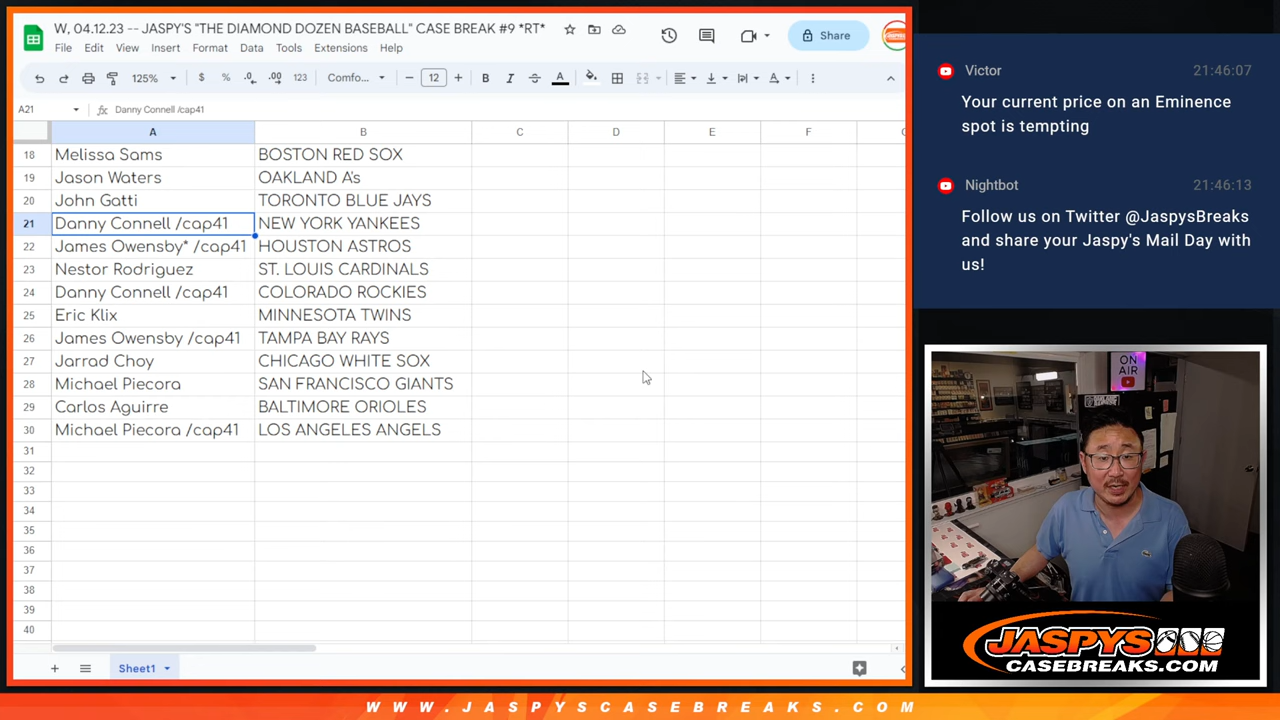 W, 04.12.23 -- JASPY'S "THE DIAMOND DOZEN BASEBALL" CASE BREAK #9 *RT*
Share
File Edit View Insert Format Data Tools Extensions Help
125% $ % .0 .00 123 Comfo... 12 B I A
A21 fx Danny Connell /cap41
A B C D E F
18 Melissa Sams BOSTON RED SOX
19 Jason Waters OAKLAND A's
20 John Gatti TORONTO BLUE JAYS
21 Danny Connell /cap41 NEW YORK YANKEES
22 James Owensby* /cap41 HOUSTON ASTROS
23 Nestor Rodriguez ST. LOUIS CARDINALS
24 Danny Connell /cap41 COLORADO ROCKIES
25 Eric Klix MINNESOTA TWINS
26 James Owensby /cap41 TAMPA BAY RAYS
27 Jarrad Choy CHICAGO WHITE SOX
28 Michael Piecora SAN FRANCISCO GIANTS
29 Carlos Aguirre BALTIMORE ORIOLES
30 Michael Piecora /cap41 LOS ANGELES ANGELS
31
32
33
34
35
36
37
38
39
40
Sheet1
Victor 21:46:07
Your current price on an Eminence
spot is tempting
Nightbot 21:46:13
Follow us on Twitter @JaspysBreaks
and share your Jaspy's Mail Day with
us!
ON
AIR
JASPYS
CASEBREAKS.COM
WWW.JASPYSCASEBREAKS.COM